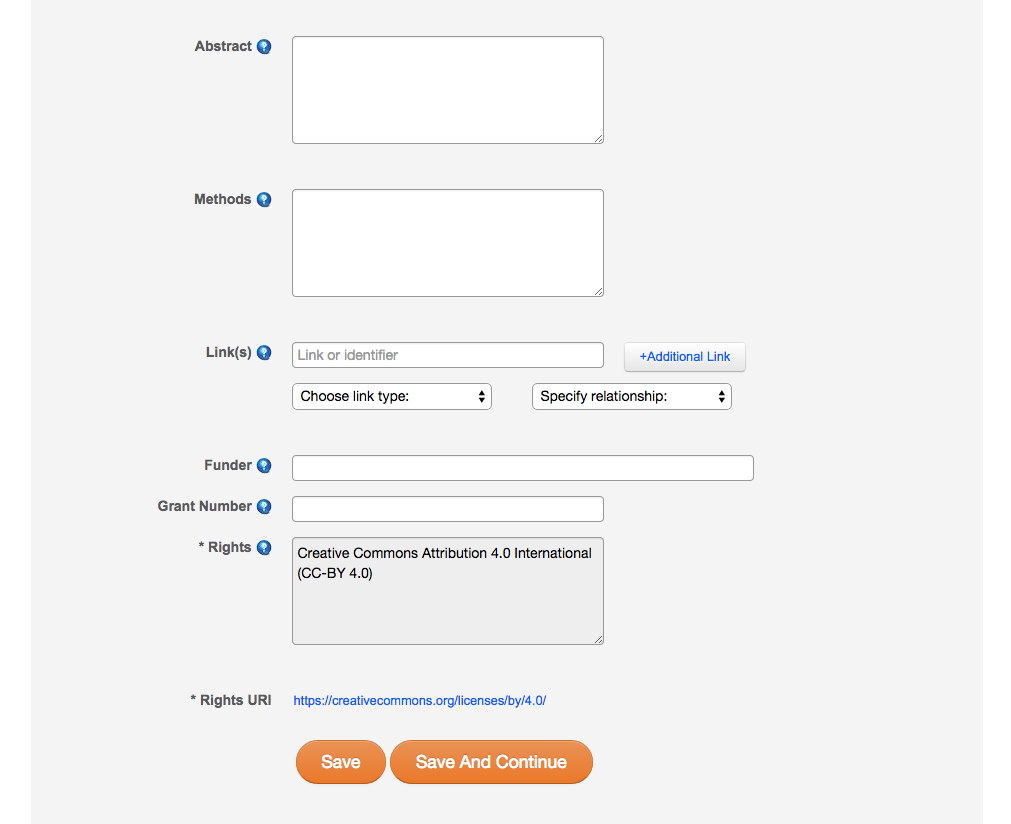 Abstract
Methods
Link(s) Link or identifier +Additional Link
Choose link type: Specify relationship:
Funder
Grant Number
* Rights Creative Commons Attribution 4.0 International
(CC-BY 4.0)
* Rights URI https://creativecommons.org/licenses/by/4.0/
Save Save And Continue